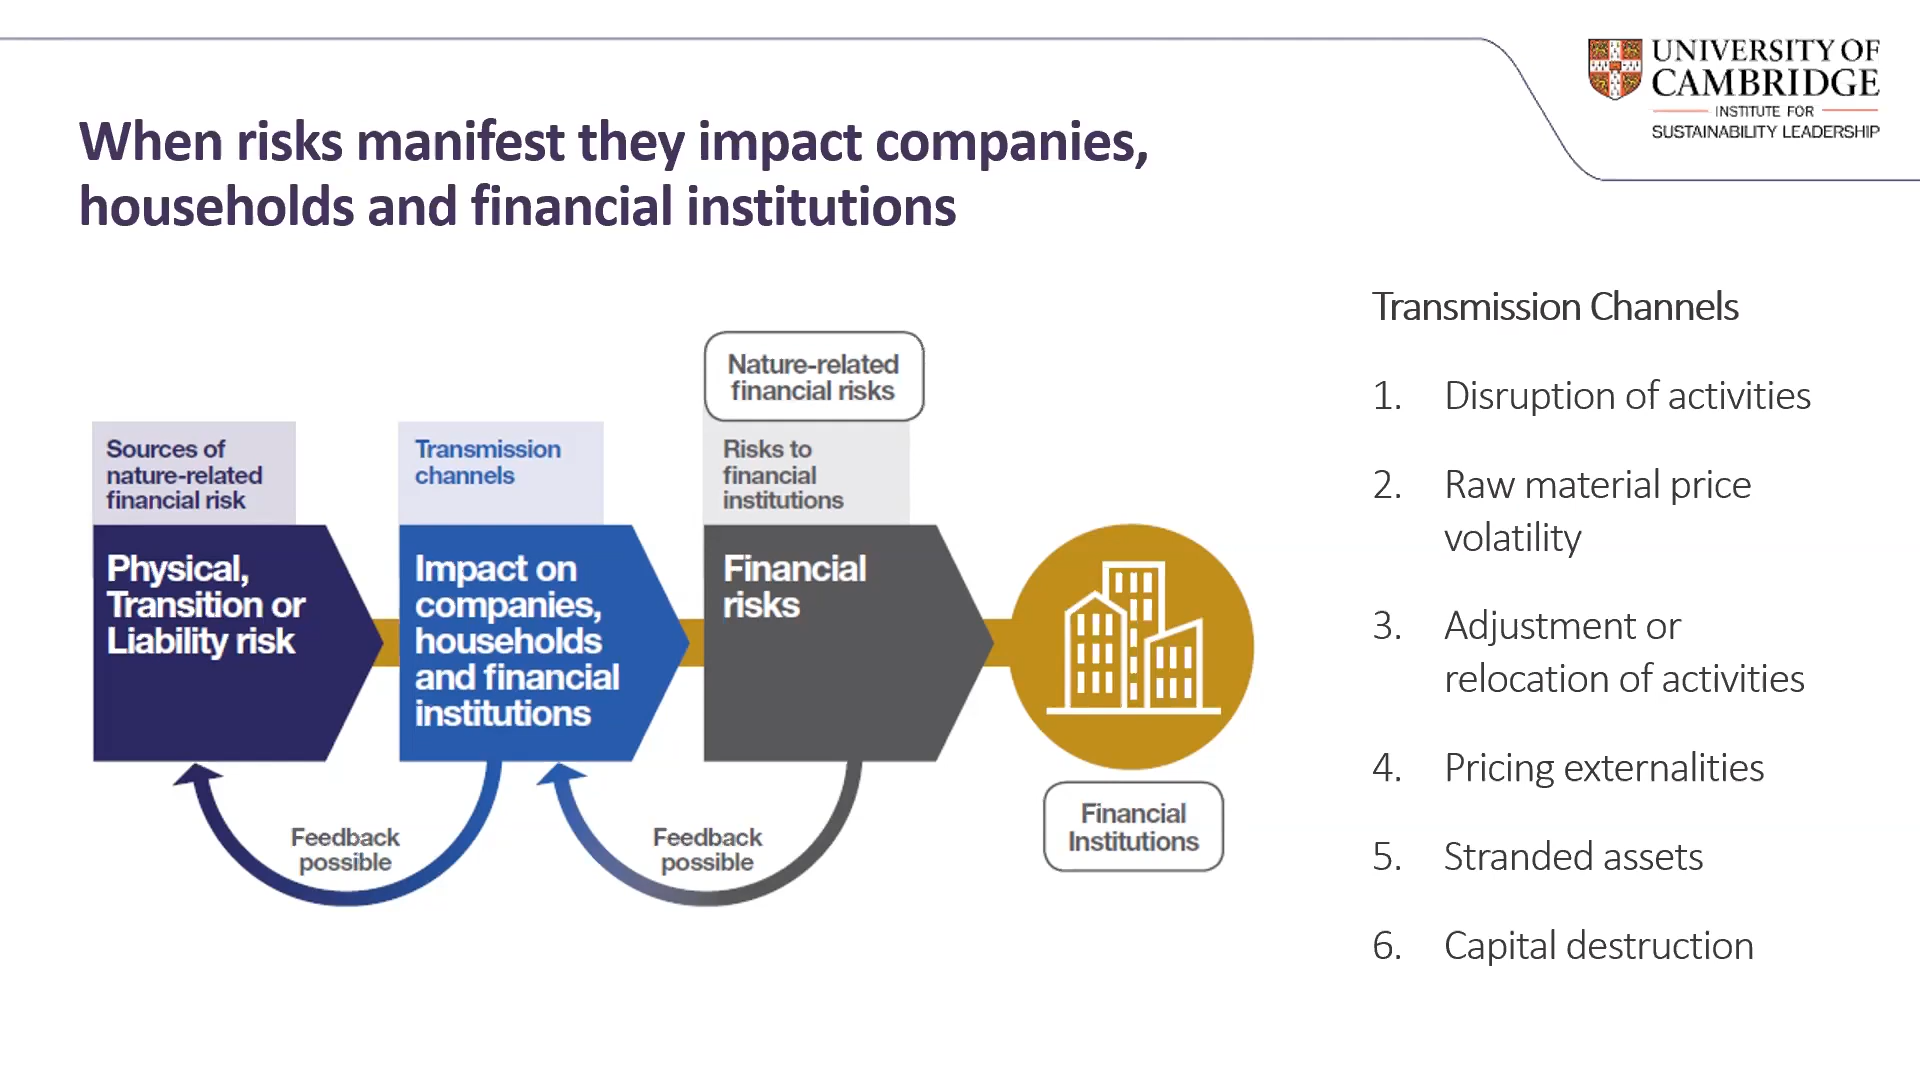 UNIVERSITY OF
CAMBRIDGE
INSTITUTE FOR
SUSTAINABILITY LEADERSHIP
When risks manifest they impact companies,
households and financial institutions
Nature-related
financial risks
Sources of
nature-related
financial risk
Transmission
channels
Risks to
financial
institutions
Physical,
Transition or
Liability risk
Impact on
companies,
households
and financial
institutions
Financial
risks
Feedback
possible
Feedback
possible
Financial
Institutions
Transmission Channels
1. Disruption of activities
2. Raw material price
volatility
3. Adjustment or
relocation of activities
4. Pricing externalities
5. Stranded assets
6. Capital destruction